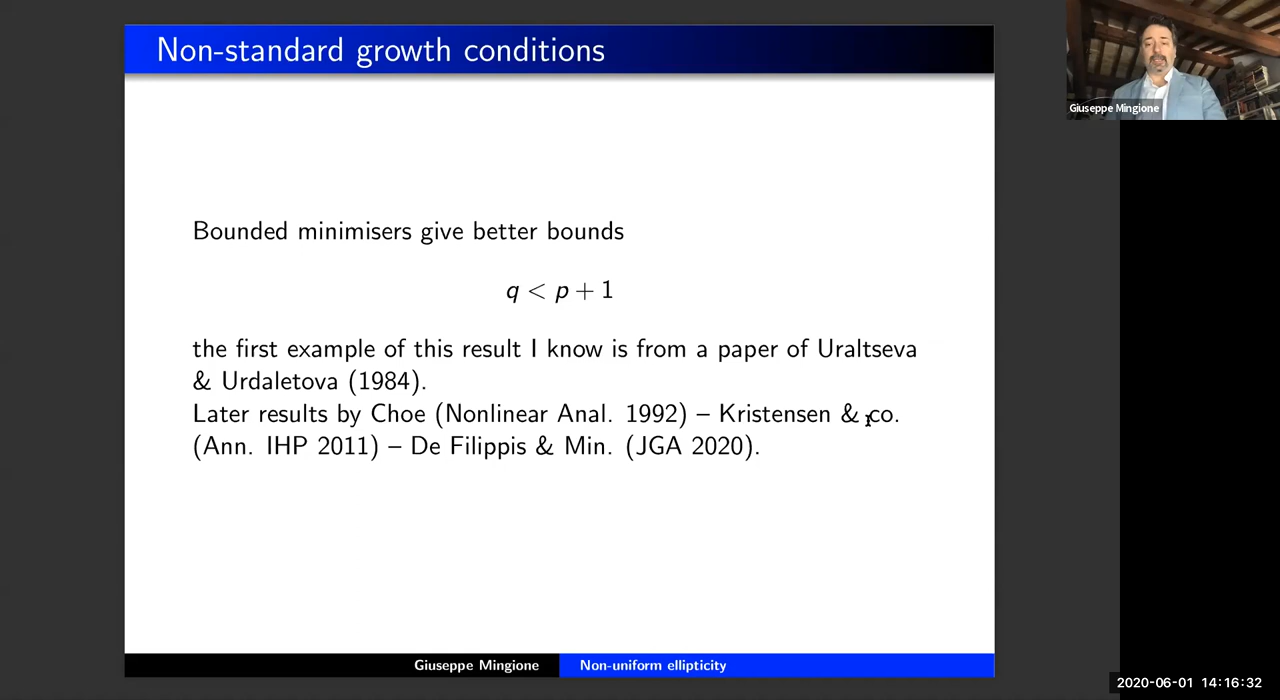 Non-standard growth conditions
Giuseppe Mingione
Bounded minimisers give better bounds
q < p + 1
the first example of this result I know is from a paper of Uraltseva
& Urdaletova (1984).
Later results by Choe (Nonlinear Anal. 1992) – Kristensen & co.
(Ann. IHP 2011) – De Filippis & Min. (JGA 2020).
Giuseppe Mingione
Non-uniform ellipticity
2020-06-01 14:16:32